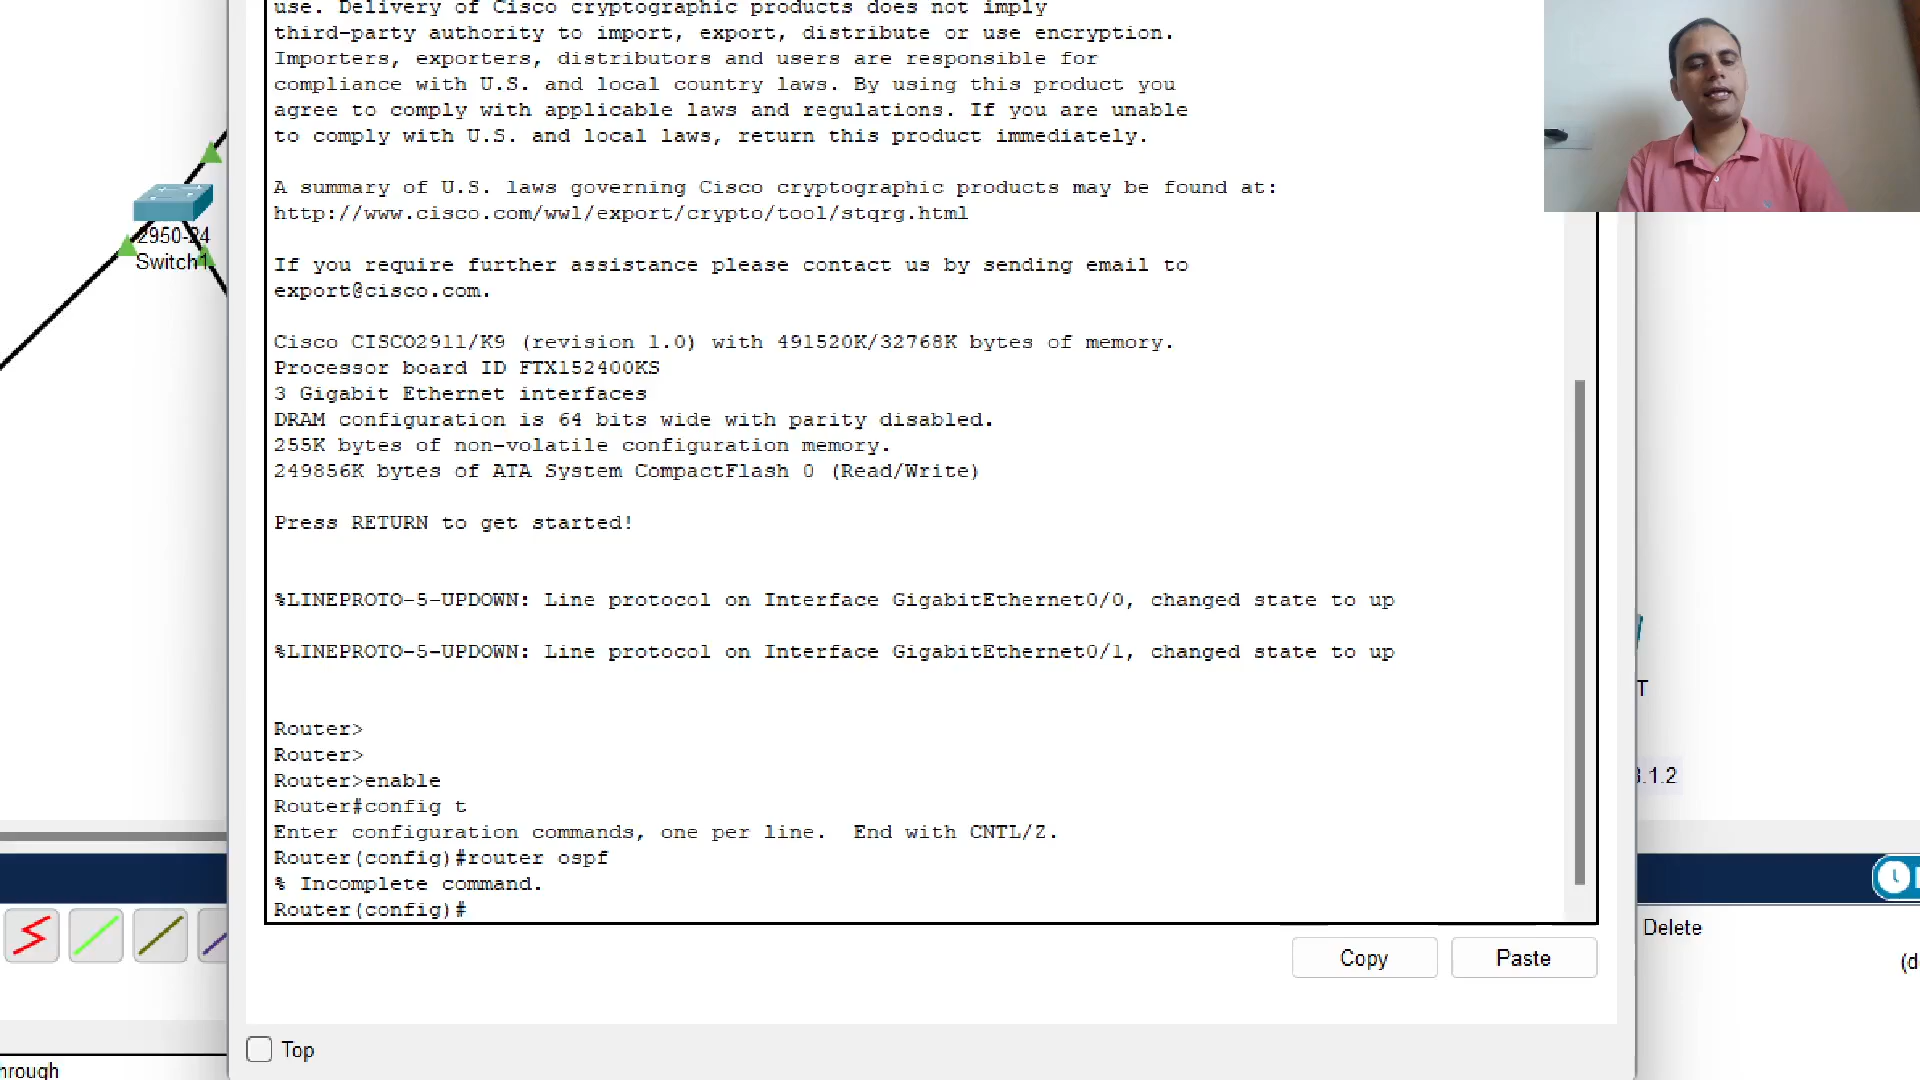 use. Delivery of Cisco cryptographic products does not imply
third-party authority to import, export, distribute or use encryption.
Importers, exporters, distributors and users are responsible for
compliance with U.S. and local country laws. By using this product you
agree to comply with applicable laws and regulations. If you are unable
to comply with U.S. and local laws, return this product immediately.
A summary of U.S. laws governing Cisco cryptographic products may be found at:
http://www.cisco.com/wwl/export/crypto/tool/stqrg.html
If you require further assistance please contact us by sending email to
export@cisco.com.
Cisco CISCO2911/K9 (revision 1.0) with 491520K/32768K bytes of memory.
Processor board ID FTX152400KS
3 Gigabit Ethernet interfaces
DRAM configuration is 64 bits wide with parity disabled.
255K bytes of non-volatile configuration memory.
249856K bytes of ATA System CompactFlash 0 (Read/Write)
Press RETURN to get started!
%LINEPROTO-5-UPDOWN: Line protocol on Interface GigabitEthernet0/0, changed state to up
%LINEPROTO-5-UPDOWN: Line protocol on Interface GigabitEthernet0/1, changed state to up
Router>
Router>
Router>enable
Router#config t
Enter configuration commands, one per line.  End with CNTL/Z.
Router(config)#router ospf
% Incomplete command.
Router(config)#
Copy
Paste
Top
2950-24
Switch1
T
.1.2
Delete
(d
hrough